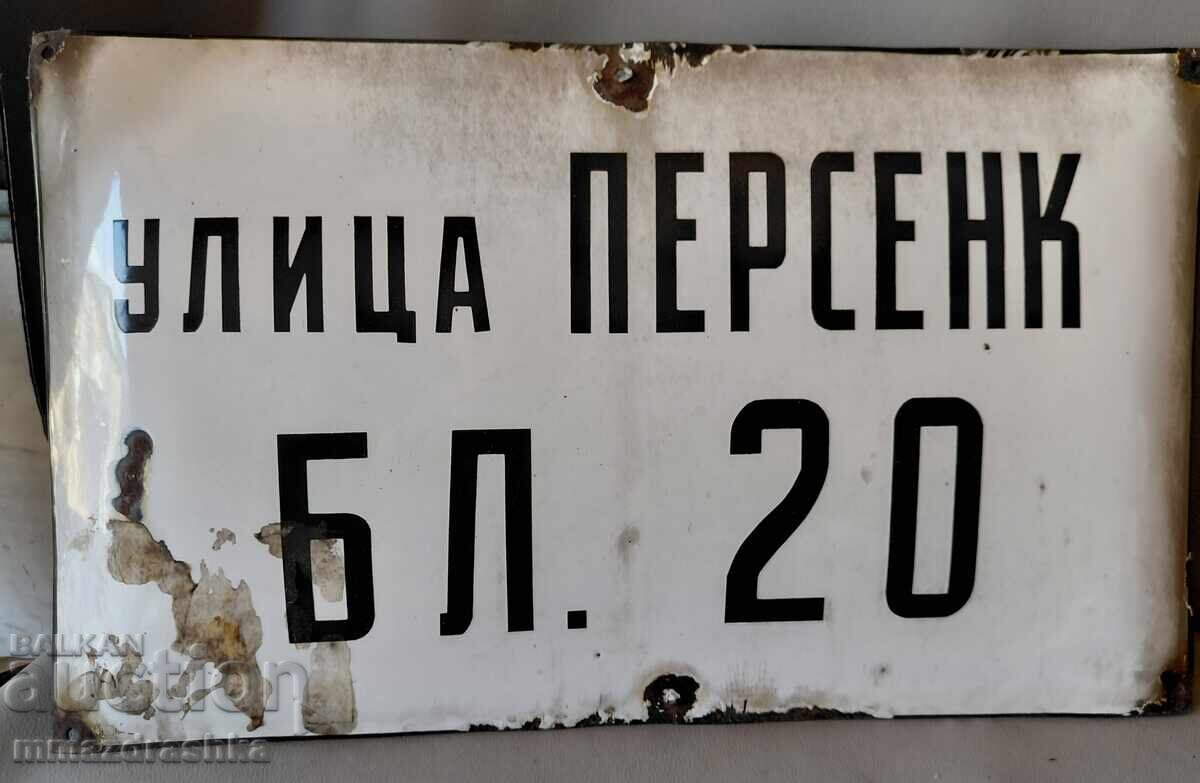 УЛИЦА ПЕРСЕНК
БЛ. 20
BALKAN
auction
mmazdrashka